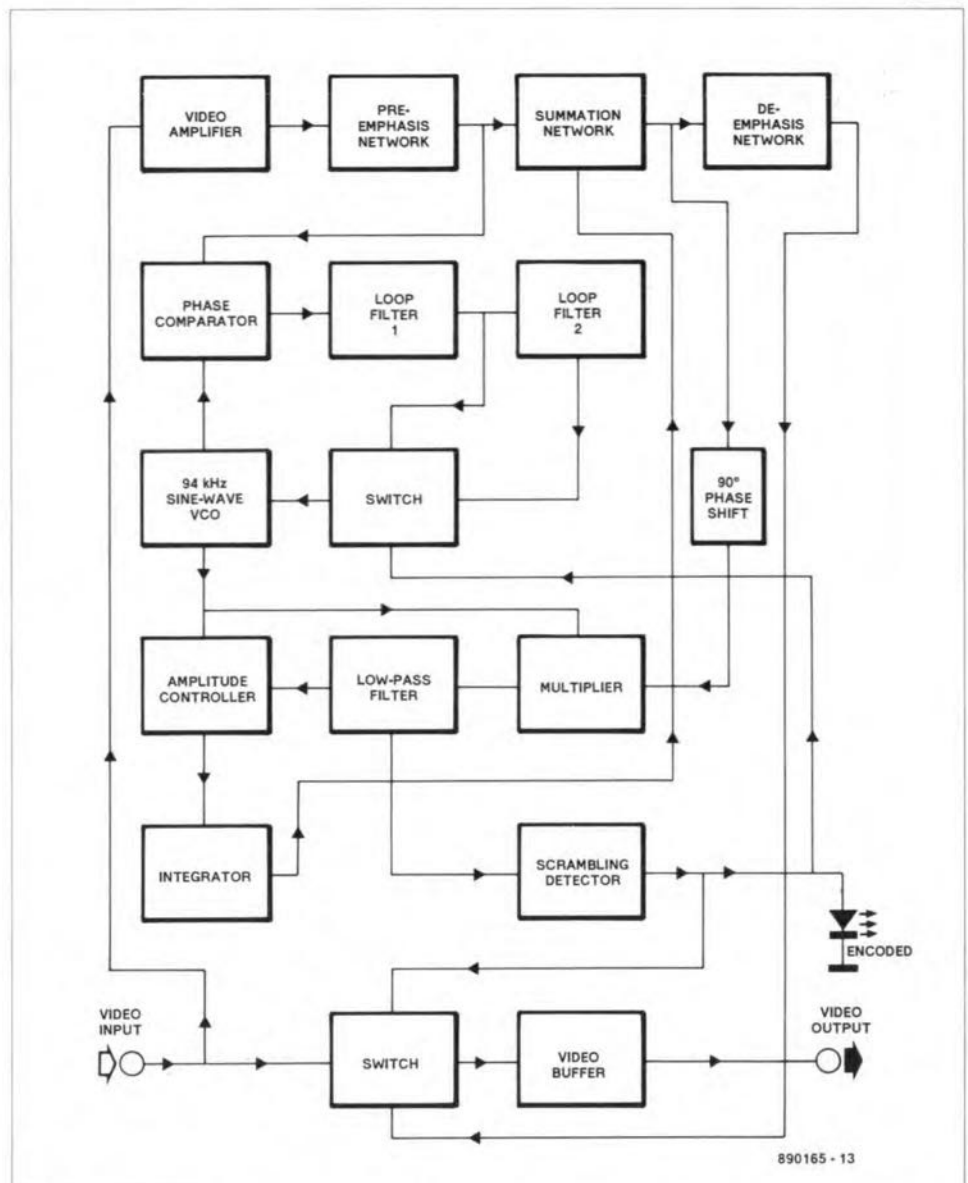 VIDEO
AMPLIFIER
PRE-
EMPHASIS
NETWORK
SUMMATION
NETWORK
DE-
EMPHASIS
NETWORK
PHASE
COMPARATOR
LOOP
FILTER
1
LOOP
FILTER
2
94 kHz
SINE-WAVE
VCO
SWITCH
90°
PHASE
SHIFT
AMPLITUDE
CONTROLLER
LOW-PASS
FILTER
MULTIPLIER
INTEGRATOR
SCRAMBLING
DETECTOR
ENCODED
VIDEO
INPUT
SWITCH
VIDEO
BUFFER
VIDEO
OUTPUT
890165 - 13